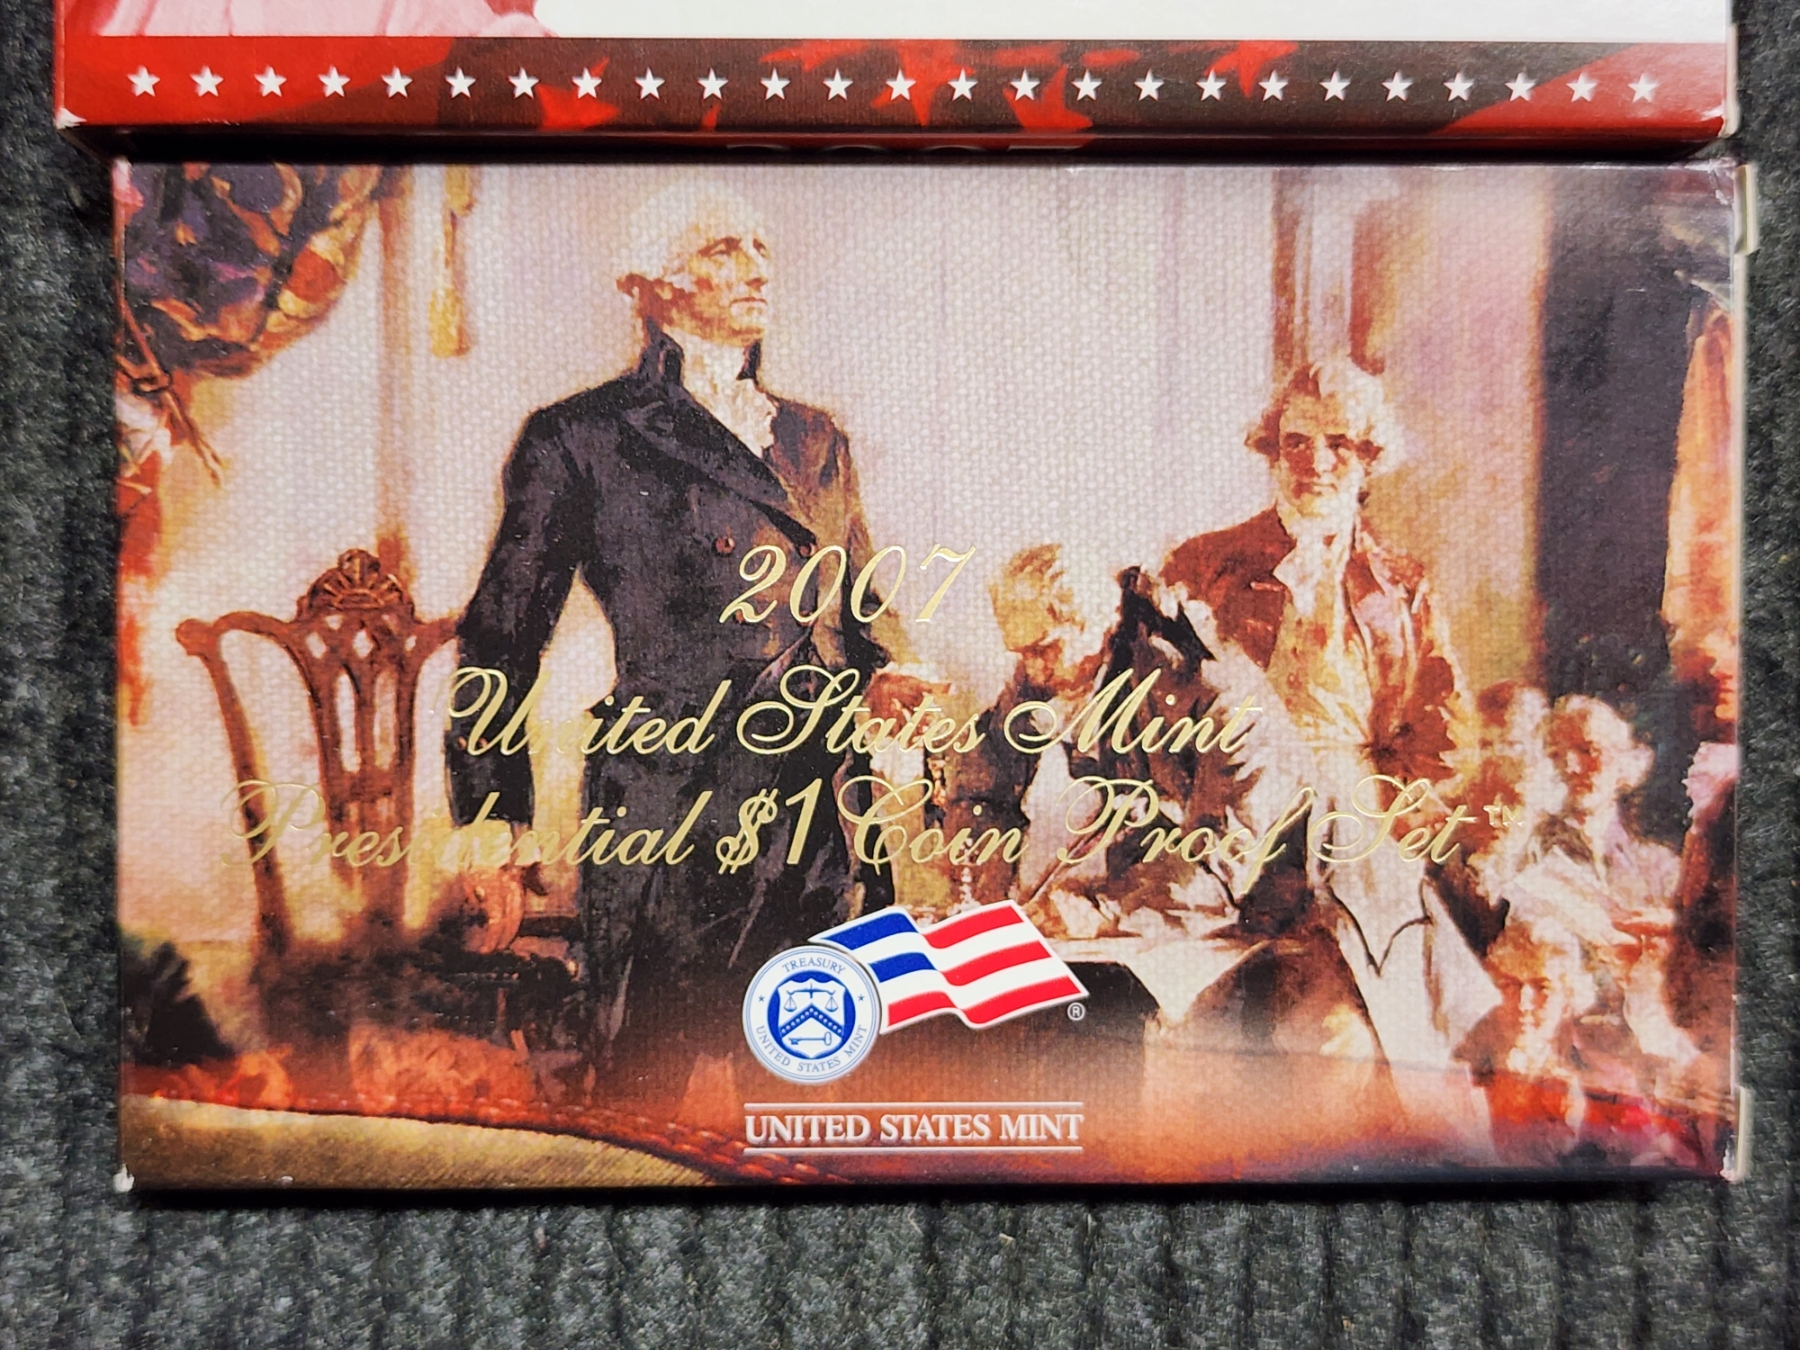 2007
United States Mint
Presidential $1 Coin Proof Set™
TREASURY
UNITED STATES MINT
®
UNITED STATES MINT